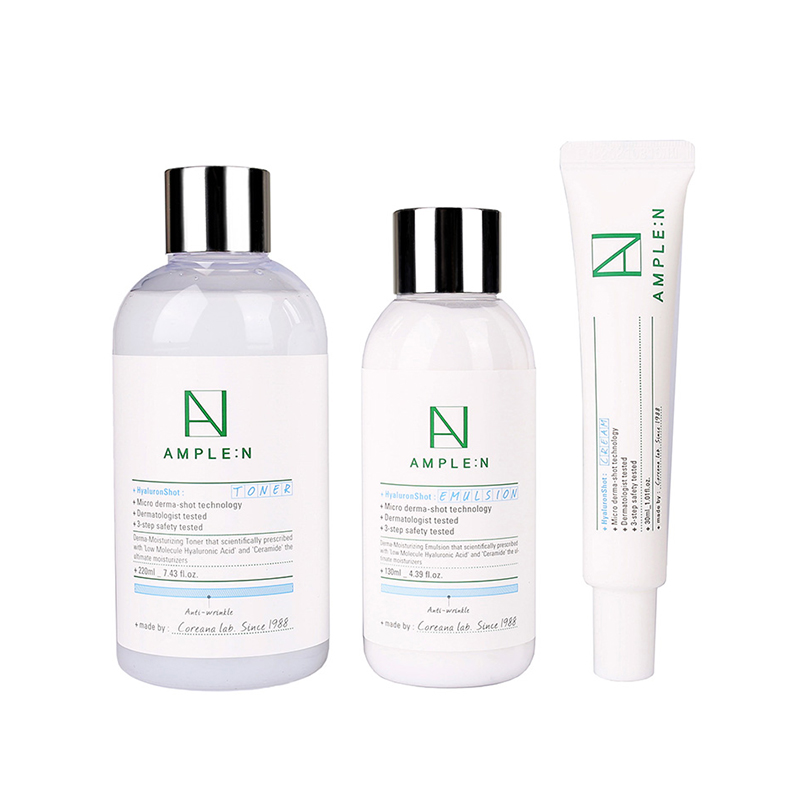 AMPLE:N
+ HyaluronShot : TONER
+ Micro derma-shot technology
+ Dermatologist tested
+ 3-step safety tested
Derma-Moisturizing Toner that scientifically prescribed
with 'Low Molecule Hyaluronic Acid' and 'Ceramide' the
ultimate moisturizers
+ 220ml _ 7.43 fl.oz.
Anti-wrinkle
+ made by : Coreana lab. Since 1988
AMPLE:N
+ HyaluronShot : EMULSION
+ Micro derma-shot technology
+ Dermatologist tested
+ 3-step safety tested
Derma-Moisturizing Emulsion that scientifically prescribed
with 'Low Molecule Hyaluronic Acid' and 'Ceramide' the ul-
timate moisturizers
+ 130ml _ 4.39 fl.oz.
Anti-wrinkle
+ made by : Coreana lab. Since 1988
AMPLE:N
+ HyaluronShot : CREAM
+ Micro derma-shot technology
+ Dermatologist tested
+ 3-step safety tested
+ 30ml_1.01fl.oz.
+ made by : Coreana lab. Since 1988